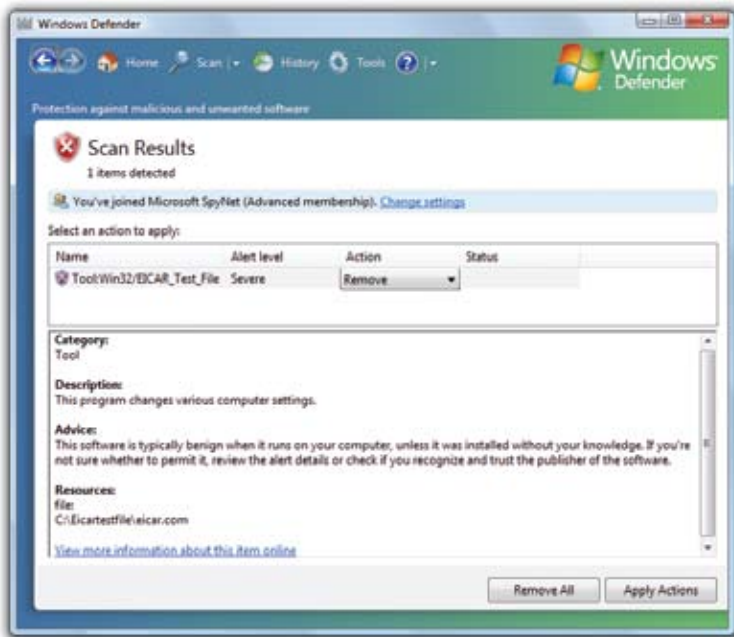 Windows Defender
Home Scan History Tools
Windows
Defender
Protection against malicious and unwanted software
Scan Results
1 items detected
You've joined Microsoft SpyNet (Advanced membership). Change settings
Select an action to apply:
Name Alert level Action Status
Tool:Win32/EICAR_Test_File Severe Remove
Category:
Tool
Description:
This program changes various computer settings.
Advice:
This software is typically benign when it runs on your computer, unless it was installed without your knowledge. If you're
not sure whether to permit it, review the alert details or check if you recognize and trust the publisher of the software.
Resources:
file:
C:\Eicartestfile\eicar.com
View more information about this item online
Remove All Apply Actions